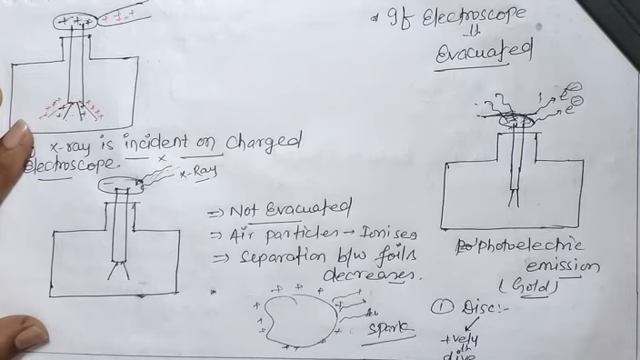 * If Electroscope
is
Evacuated
x-ray is incident on charged
electroscope.
x-Ray
⇒ Not Evacuated
⇒ Air particles → Ionises
⇒ Separation b/w foils
decreases.
spark
e⊖
e⊖
photoelectric
emission
(Gold)
① Disc:-
+vely